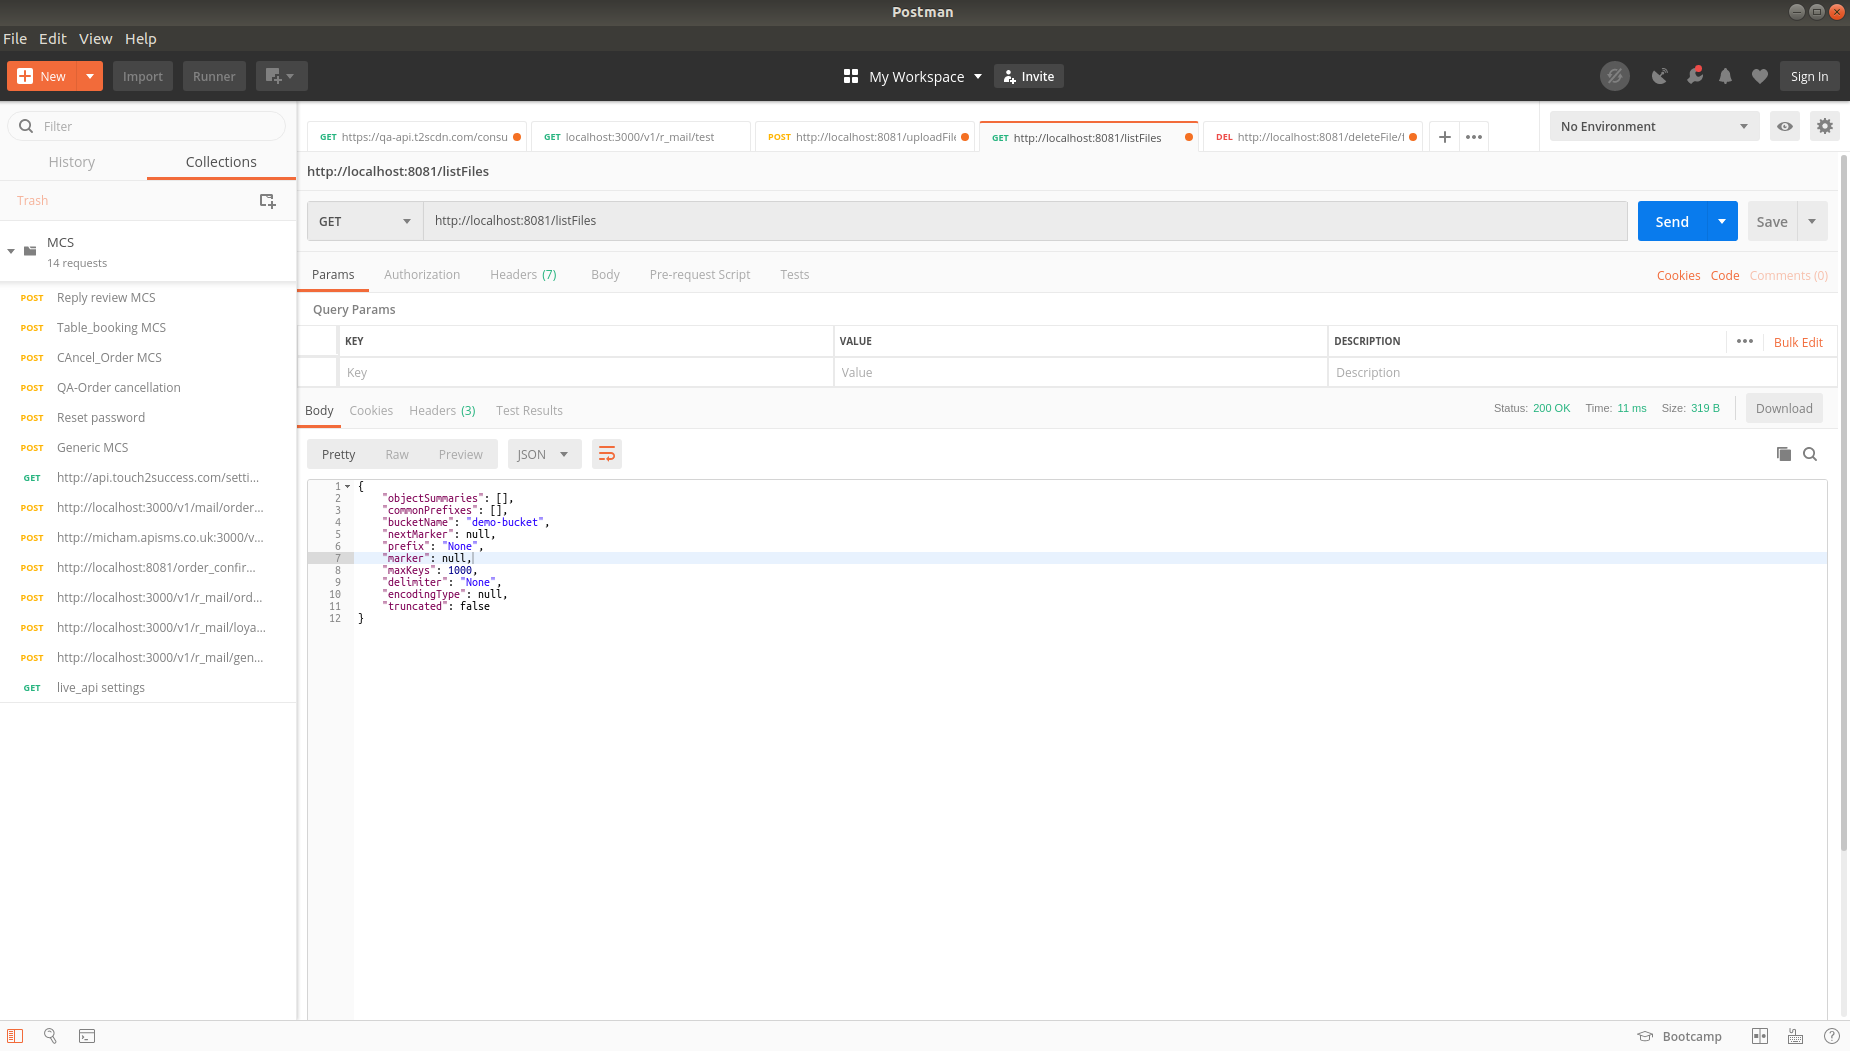 Postman
File Edit View Help
New Import Runner My Workspace Invite Sign In
Filter
History Collections
Trash
MCS
14 requests
POST Reply review MCS
POST Table_booking MCS
POST CAncel_Order MCS
POST QA-Order cancellation
POST Reset password
POST Generic MCS
GET http://api.touch2success.com/setti...
POST http://localhost:3000/v1/mail/order...
POST http://micham.apisms.co.uk:3000/v...
POST http://localhost:8081/order_confir...
POST http://localhost:3000/v1/r_mail/ord...
POST http://localhost:3000/v1/r_mail/loya...
POST http://localhost:3000/v1/r_mail/gen...
GET live_api settings
GET https://qa-api.t2scdn.com/consu GET localhost:3000/v1/r_mail/test POST http://localhost:8081/uploadFile GET http://localhost:8081/listFiles DEL http://localhost:8081/deleteFile/f
No Environment
http://localhost:8081/listFiles
GET http://localhost:8081/listFiles Send Save
Params Authorization Headers (7) Body Pre-request Script Tests Cookies Code Comments (0)
Query Params
KEY VALUE DESCRIPTION Bulk Edit
Key Value Description
Body Cookies Headers (3) Test Results Status: 200 OK Time: 11 ms Size: 319 B Download
Pretty Raw Preview JSON
1 {
2 "objectSummaries": [],
3 "commonPrefixes": [],
4 "bucketName": "demo-bucket",
5 "nextMarker": null,
6 "prefix": "None",
7 "marker": null,
8 "maxKeys": 1000,
9 "delimiter": "None",
10 "encodingType": null,
11 "truncated": false
12 }
Bootcamp